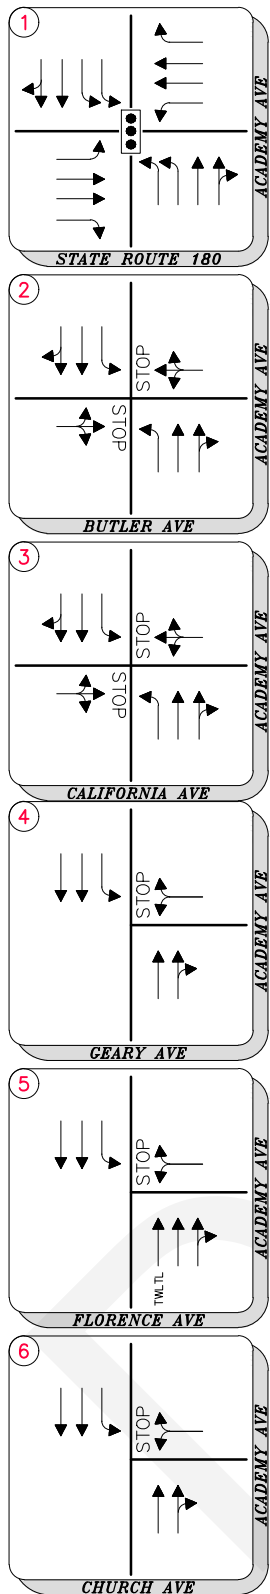 1
ACADEMY AVE
STATE ROUTE 180
2
STOP
STOP
ACADEMY AVE
BUTLER AVE
3
STOP
STOP
ACADEMY AVE
CALIFORNIA AVE
4
STOP
ACADEMY AVE
GEARY AVE
5
STOP
TWLTL
ACADEMY AVE
FLORENCE AVE
6
STOP
ACADEMY AVE
CHURCH AVE